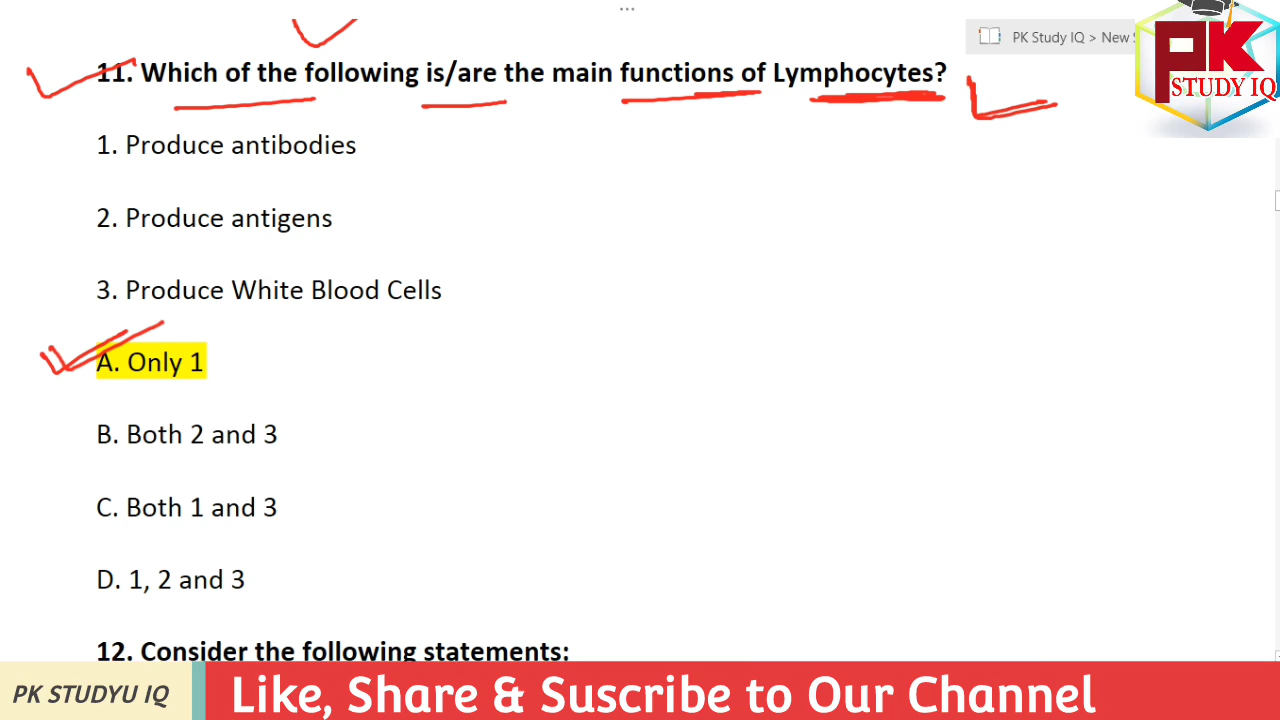 ...
PK Study IQ > New
PK
STUDY IQ
11. Which of the following is/are the main functions of Lymphocytes?
1. Produce antibodies
2. Produce antigens
3. Produce White Blood Cells
A. Only 1
B. Both 2 and 3
C. Both 1 and 3
D. 1, 2 and 3
12. Consider the following statements:
PK STUDYU IQ
Like, Share & Suscribe to Our Channel